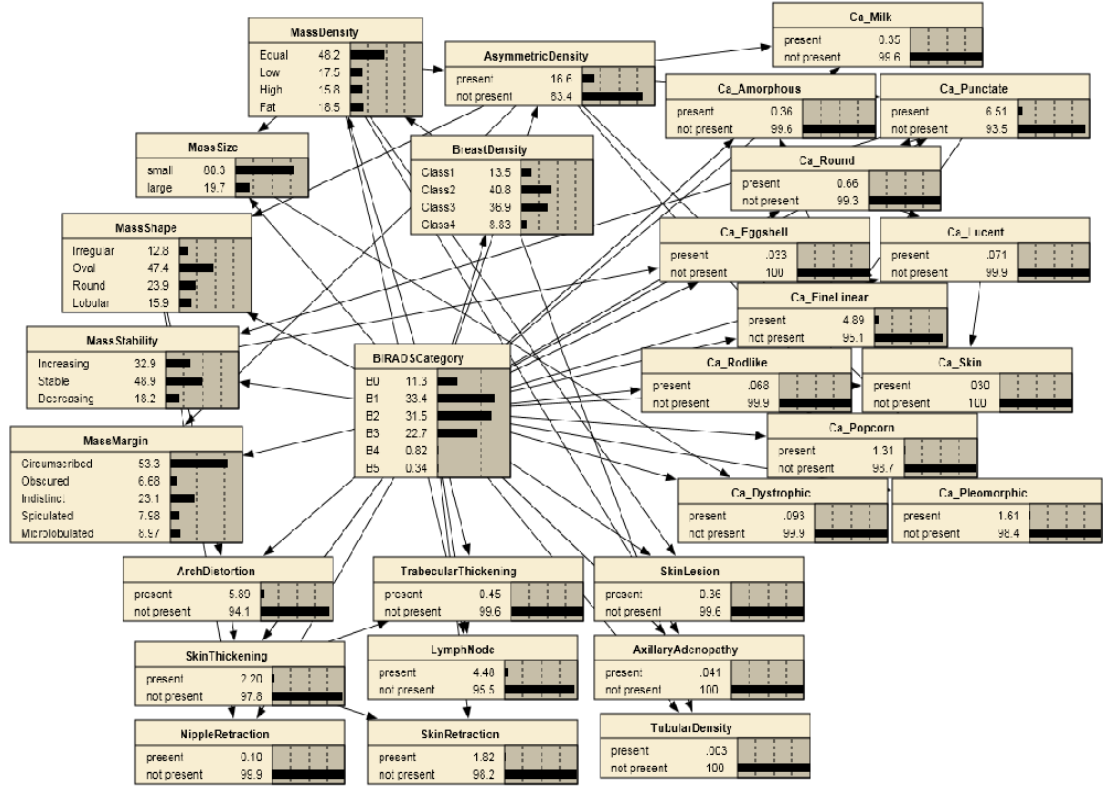 MassDensity
Equal 48.2
Low 17.5
High 15.8
Fat 18.5
AsymmetricDensity
present 16.6
not present 83.4
Ca_Milk
present 0.35
not present 99.6
Ca_Amorphous
present 0.36
not present 99.6
Ca_Punctate
present 6.51
not present 93.5
MassSize
small 80.3
large 19.7
BreastDensity
Class1 13.5
Class2 40.8
Class3 36.9
Class4 8.83
Ca_Round
present 0.66
not present 99.3
MassShape
Irregular 12.8
Oval 47.4
Round 23.9
Lobular 15.9
Ca_Eggshell
present .033
not present 100
Ca_Lucent
present .071
not present 99.9
Ca_FineLinear
present 4.89
not present 95.1
MassStability
Increasing 32.9
Stable 48.9
Decreasing 18.2
BIRADSCategory
B0 11.3
B1 33.4
B2 31.5
B3 22.7
B4 0.82
B5 0.34
Ca_Rodlike
present .068
not present 99.9
Ca_Skin
present .030
not present 100
Ca_Popcorn
present 1.31
not present 98.7
MassMargin
Circumscribed 53.3
Obscured 6.68
Indistinct 23.1
Spiculated 7.98
Microlobulated 8.97
Ca_Dystrophic
present .093
not present 99.9
Ca_Pleomorphic
present 1.61
not present 98.4
ArchDistortion
present 5.89
not present 94.1
TrabecularThickening
present 0.45
not present 99.6
SkinLesion
present 0.36
not present 99.6
SkinThickening
present 2.20
not present 97.8
LymphNode
present 4.48
not present 95.5
AxillaryAdenopathy
present .041
not present 100
NippleRetraction
present 0.10
not present 99.9
SkinRetraction
present 1.82
not present 98.2
TubularDensity
present .003
not present 100